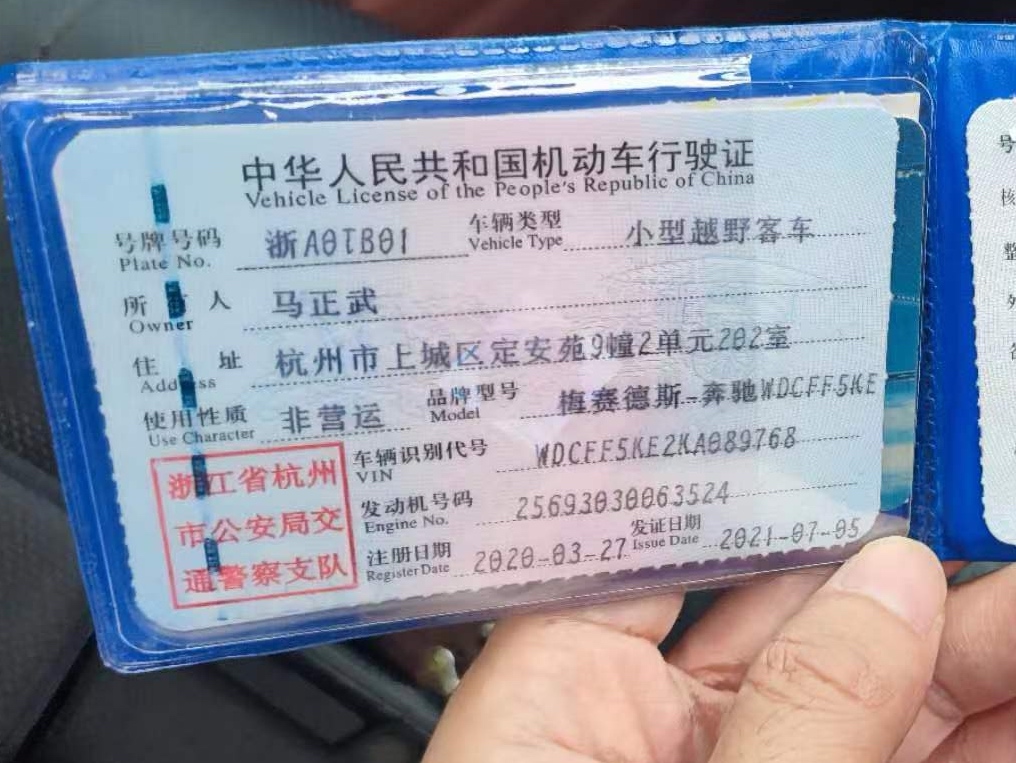 中华人民共和国机动车行驶证
Vehicle License of the People's Republic of China
号牌号码 浙A0TB01 车辆类型 小型越野客车
Plate No. Vehicle Type
所有人 马正武
Owner
住址 杭州市上城区定安苑9幢2单元202室
Address
使用性质 非营运 品牌型号 梅赛德斯-奔驰WDCFF5KE
Use Character Model
车辆识别代号 WDCFF5KE2KA089768
VIN
发动机号码 25693030063524
Engine No.
注册日期 2020-03-27 发证日期 2021-07-05
Register Date Issue Date
浙江省杭州
市公安局交
通警察支队
号
核
整